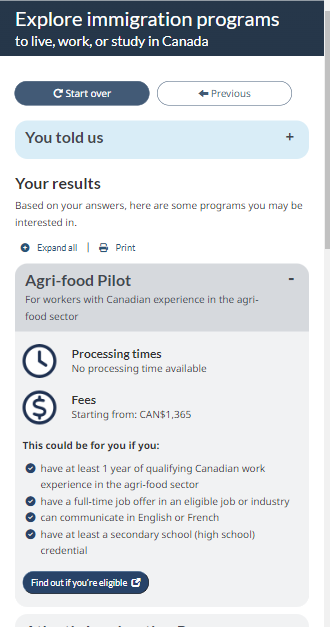 Explore immigration programs
to live, work, or study in Canada
Start over
Previous
You told us +
Your results
Based on your answers, here are some programs you may be
interested in.
Expand all | Print
Agri-food Pilot -
For workers with Canadian experience in the agri-
food sector
Processing times
No processing time available
Fees
Starting from: CAN$1,365
This could be for you if you:
have at least 1 year of qualifying Canadian work
experience in the agri-food sector
have a full-time job offer in an eligible job or industry
can communicate in English or French
have at least a secondary school (high school)
credential
Find out if you're eligible